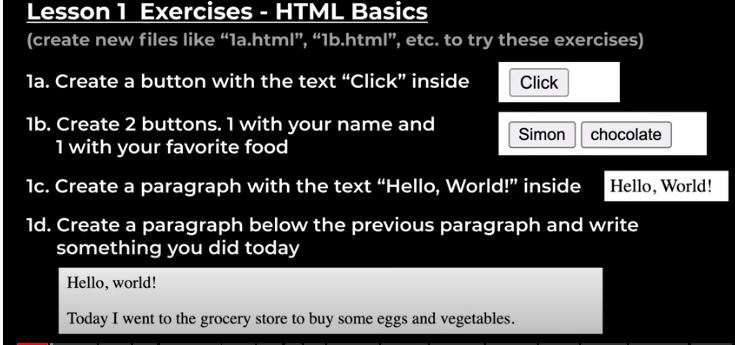 Lesson 1 Exercises - HTML Basics
(create new files like “1a.html”, “1b.html”, etc. to try these exercises)
1a. Create a button with the text “Click” inside
Click
1b. Create 2 buttons. 1 with your name and
1 with your favorite food
Simon chocolate
1c. Create a paragraph with the text “Hello, World!” inside
Hello, World!
1d. Create a paragraph below the previous paragraph and write
something you did today
Hello, world!
Today I went to the grocery store to buy some eggs and vegetables.